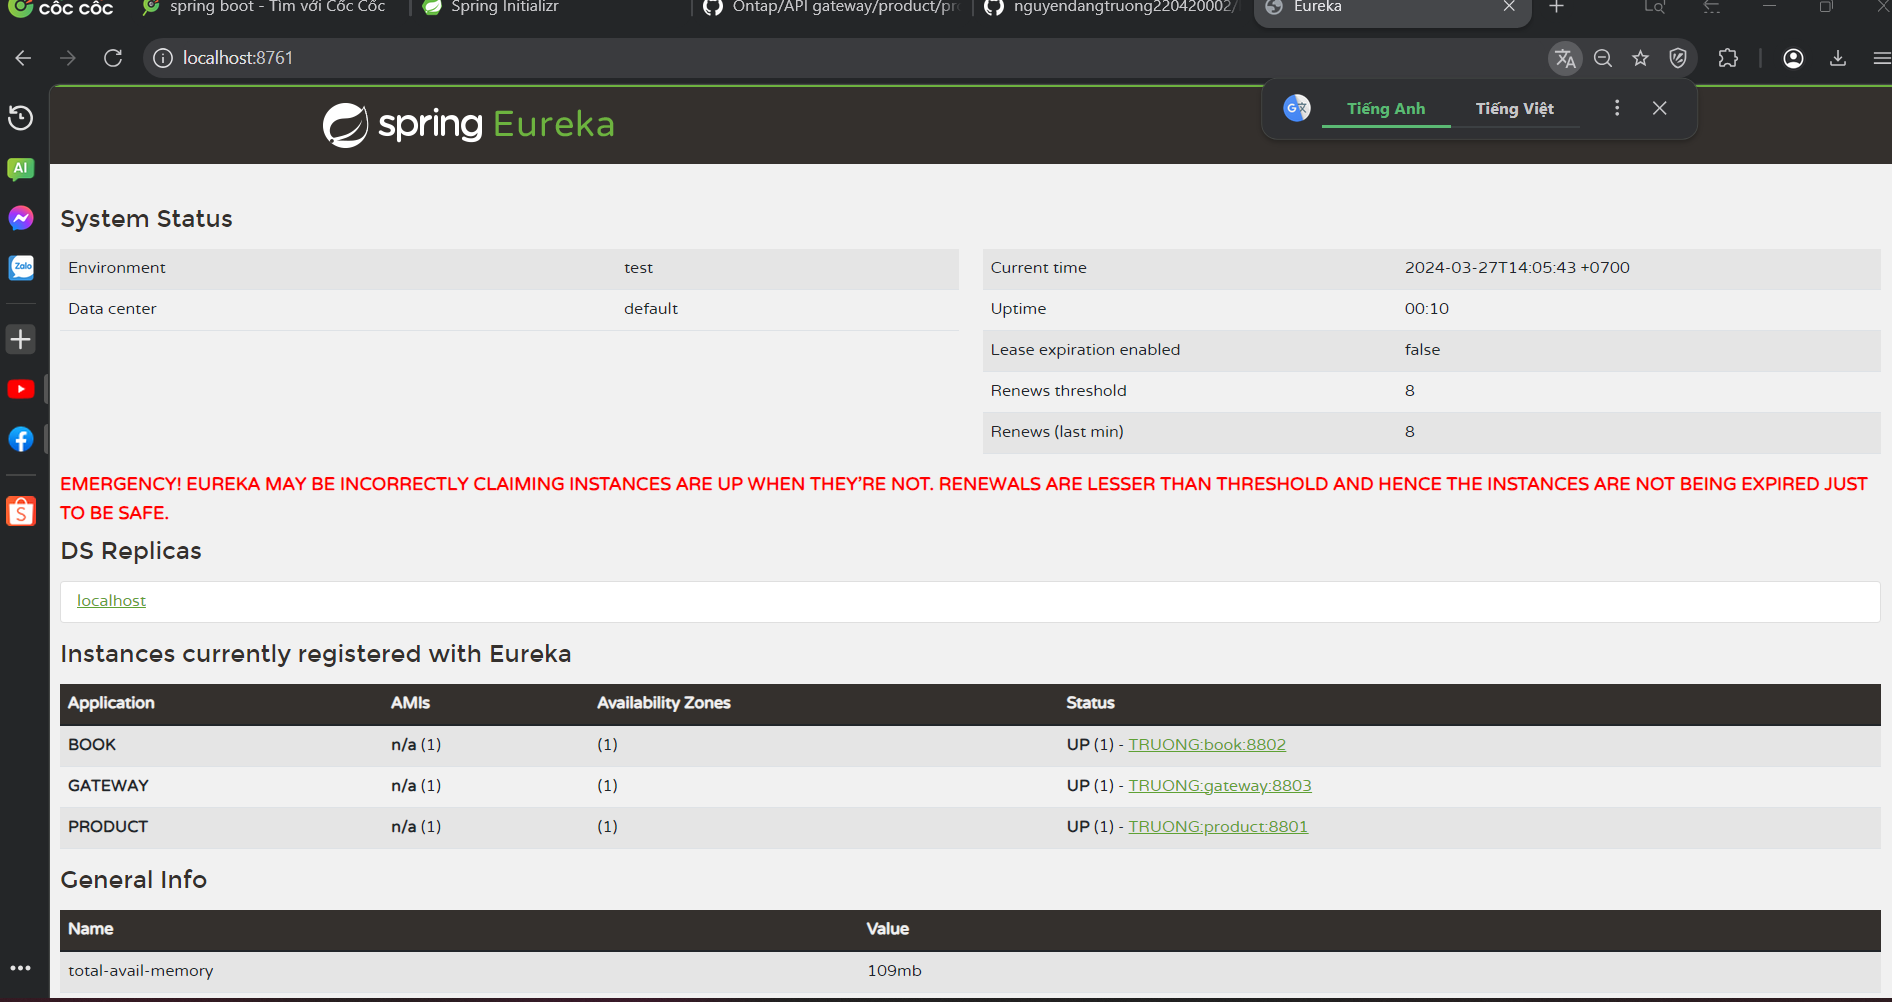 cốc cốc
spring boot - Tìm với Cốc Cốc
Spring Initializr
Ontap/API gateway/product/pr
nguyendangtruong220420002/
Eureka
localhost:8761
Tiếng Anh
Tiếng Việt
AI
Zalo
spring Eureka
System Status
Environment test
Data center default
Current time 2024-03-27T14:05:43 +0700
Uptime 00:10
Lease expiration enabled false
Renews threshold 8
Renews (last min) 8
EMERGENCY! EUREKA MAY BE INCORRECTLY CLAIMING INSTANCES ARE UP WHEN THEY'RE NOT. RENEWALS ARE LESSER THAN THRESHOLD AND HENCE THE INSTANCES ARE NOT BEING EXPIRED JUST
TO BE SAFE.
DS Replicas
localhost
Instances currently registered with Eureka
Application AMIs Availability Zones Status
BOOK n/a (1) (1) UP (1) - TRUONG:book:8802
GATEWAY n/a (1) (1) UP (1) - TRUONG:gateway:8803
PRODUCT n/a (1) (1) UP (1) - TRUONG:product:8801
General Info
Name Value
total-avail-memory 109mb